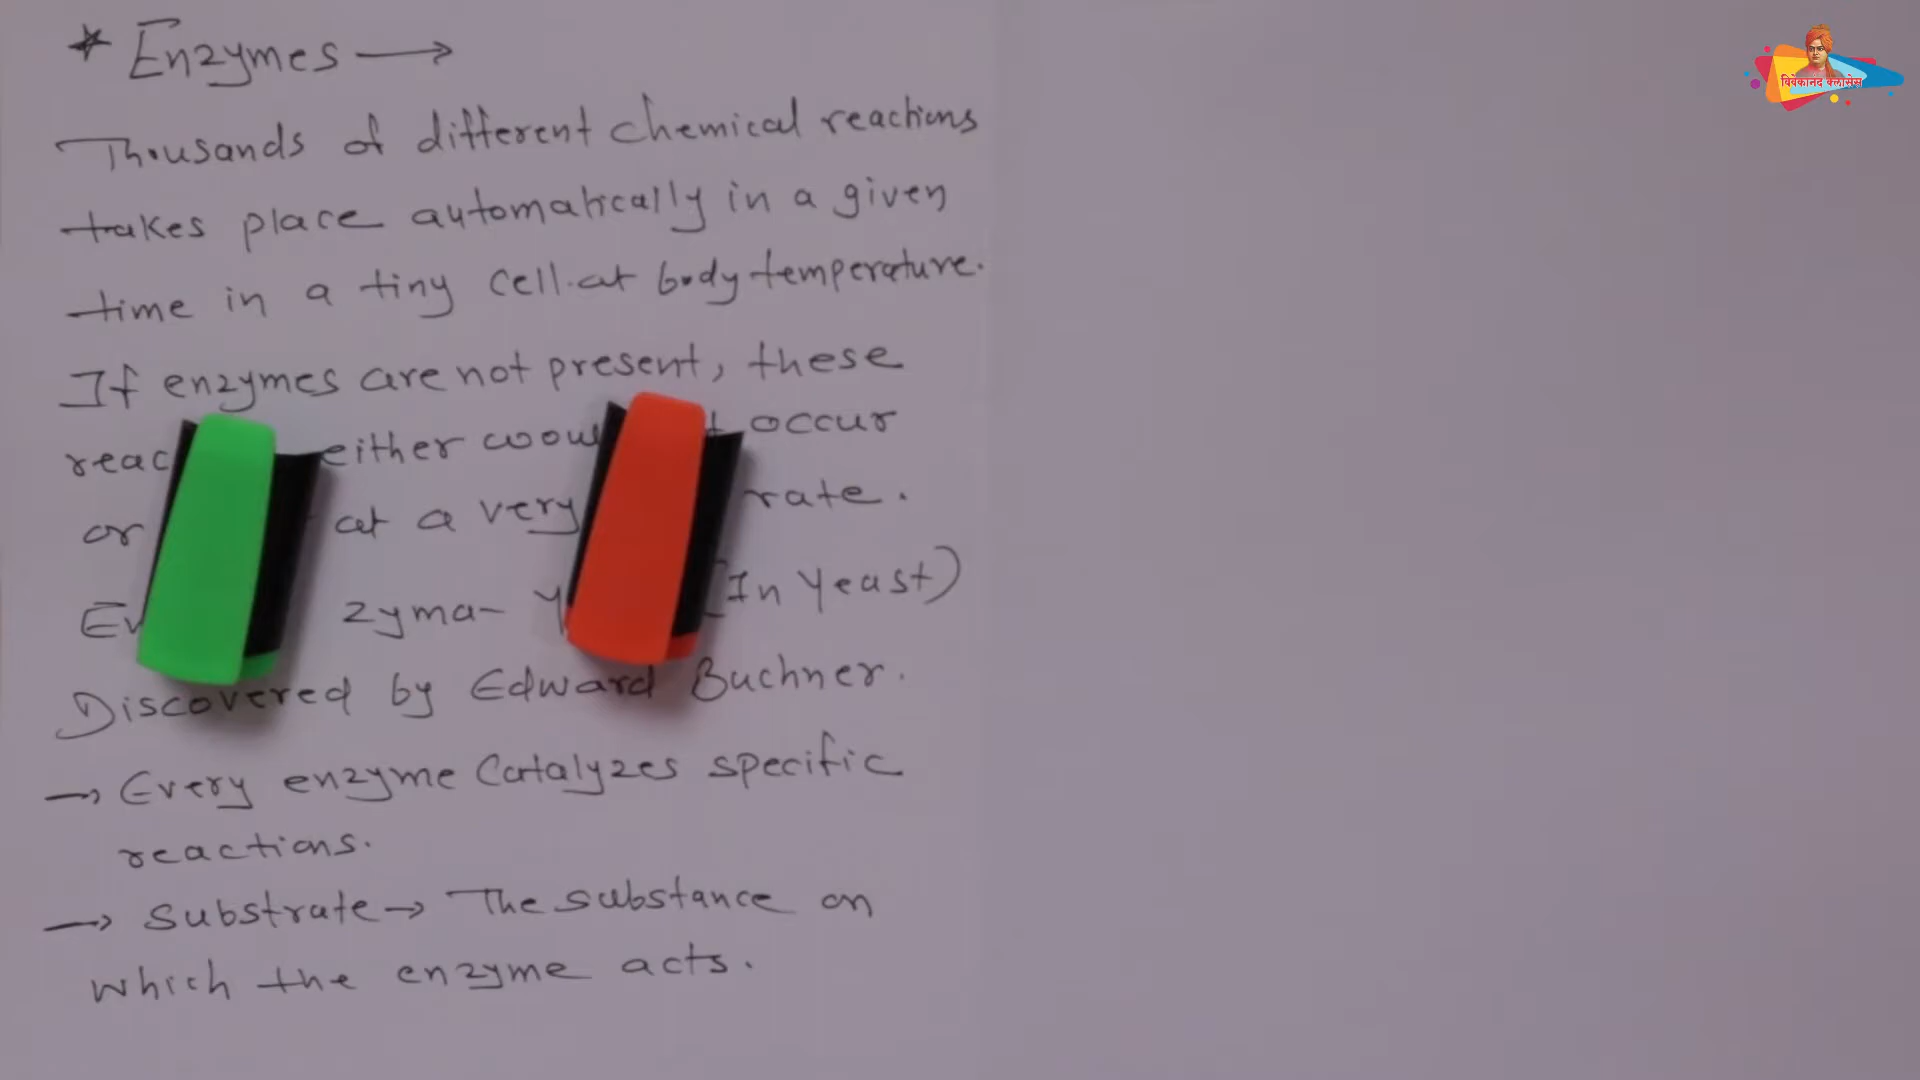 * Enzymes →
Thousands of different chemical reactions
takes place automatically in a given
time in a tiny cell at body temperature.
If enzymes are not present, these
either occur
or at a very rate.
zyma- (In Yeast)
Discovered by Edward Buchner.
→ Every enzyme catalyzes specific
reactions.
→ Substrate → The substance on
which the enzyme acts.
विवेकानंद क्लासेस